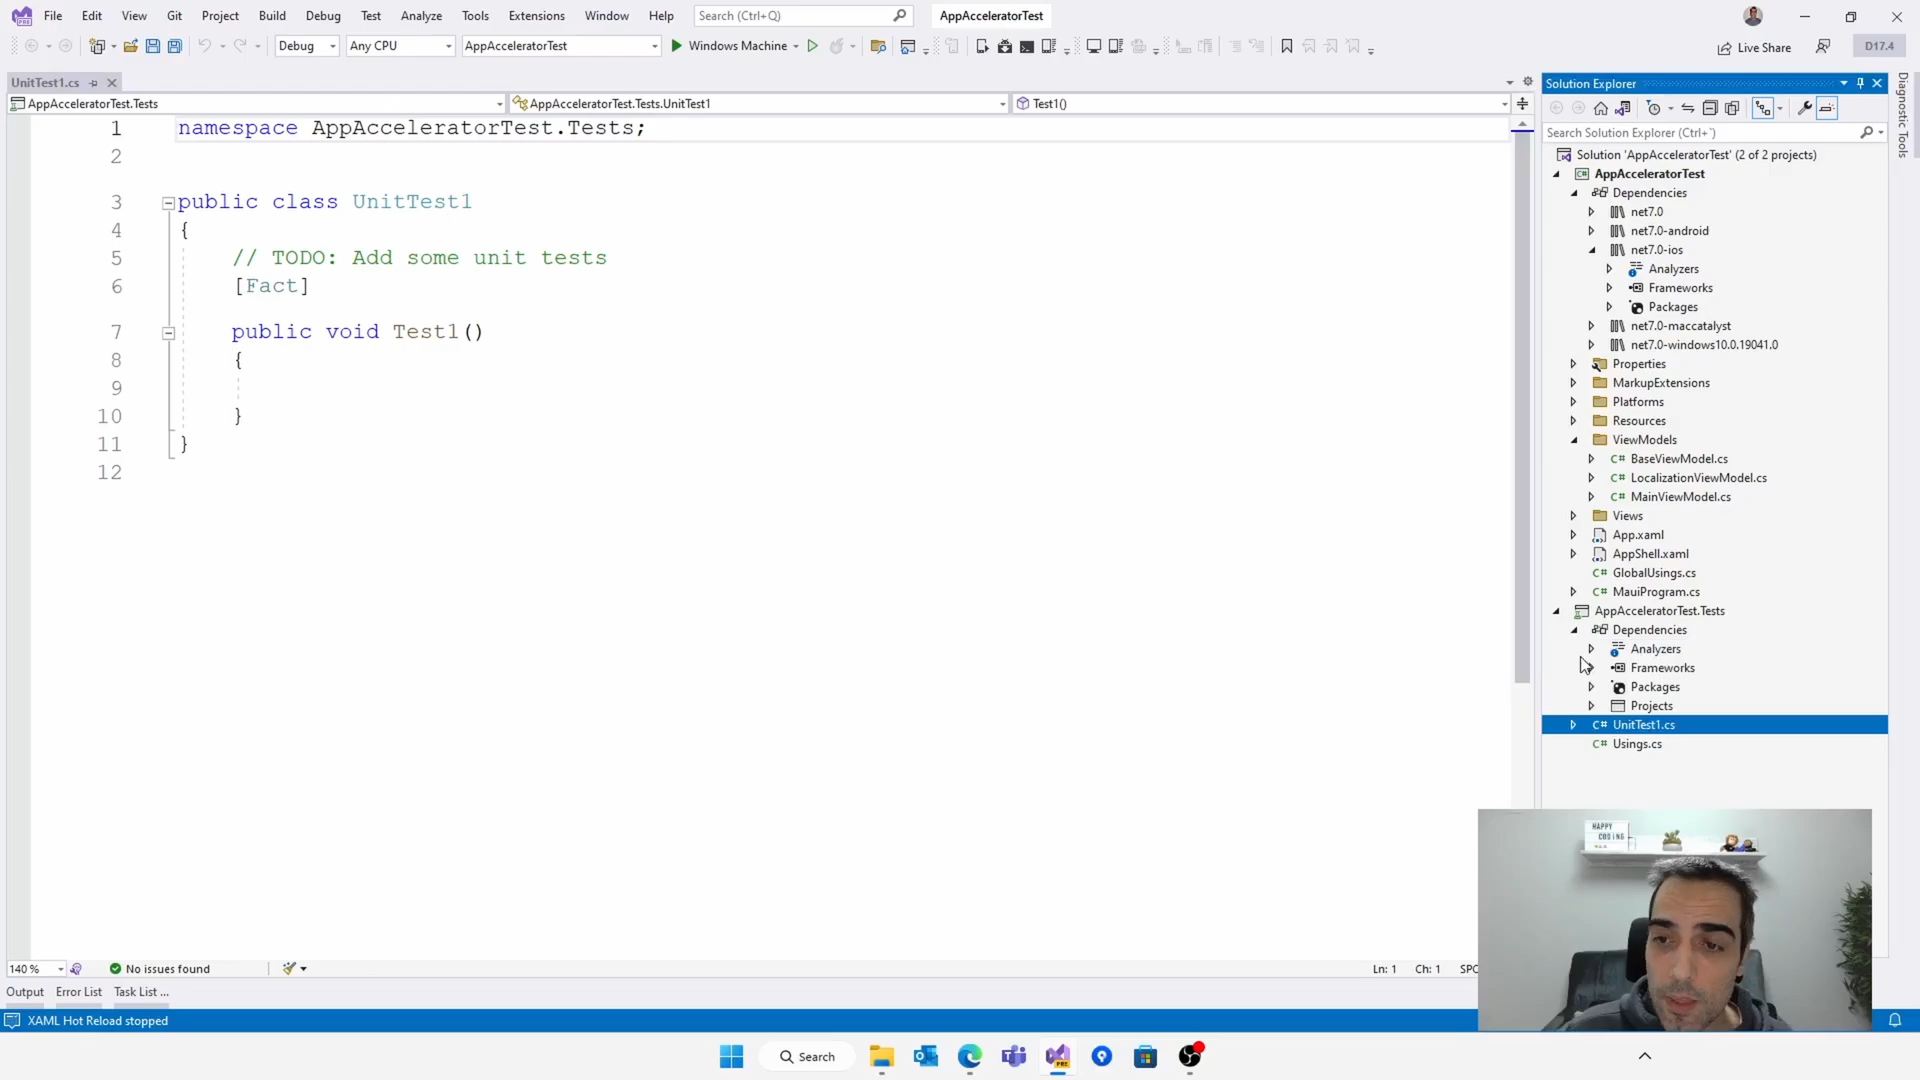 File Edit View Git Project Build Debug Test Analyze Tools Extensions Window Help Search (Ctrl+Q) AppAcceleratorTest
Debug Any CPU AppAcceleratorTest Windows Machine Live Share D17.4
UnitTest1.cs
AppAcceleratorTest.Tests AppAcceleratorTest.Tests.UnitTest1 Test1()
1 namespace AppAcceleratorTest.Tests;
2
3 public class UnitTest1
4 {
5 // TODO: Add some unit tests
6 [Fact]
7 public void Test1()
8 {
9
10 }
11 }
12
140 % No issues found Ln: 1 Ch: 1 SPC
Output Error List Task List ...
XAML Hot Reload stopped
Solution Explorer
Search Solution Explorer (Ctrl+`)
Solution 'AppAcceleratorTest' (2 of 2 projects)
AppAcceleratorTest
Dependencies
net7.0
net7.0-android
net7.0-ios
Analyzers
Frameworks
Packages
net7.0-maccatalyst
net7.0-windows10.0.19041.0
Properties
MarkupExtensions
Platforms
Resources
ViewModels
C# BaseViewModel.cs
C# LocalizationViewModel.cs
C# MainViewModel.cs
Views
App.xaml
AppShell.xaml
C# GlobalUsings.cs
C# MauiProgram.cs
AppAcceleratorTest.Tests
Dependencies
Analyzers
Frameworks
Packages
Projects
C# UnitTest1.cs
C# Usings.cs
Diagnostic Tools
HAPPY
CODING
Search